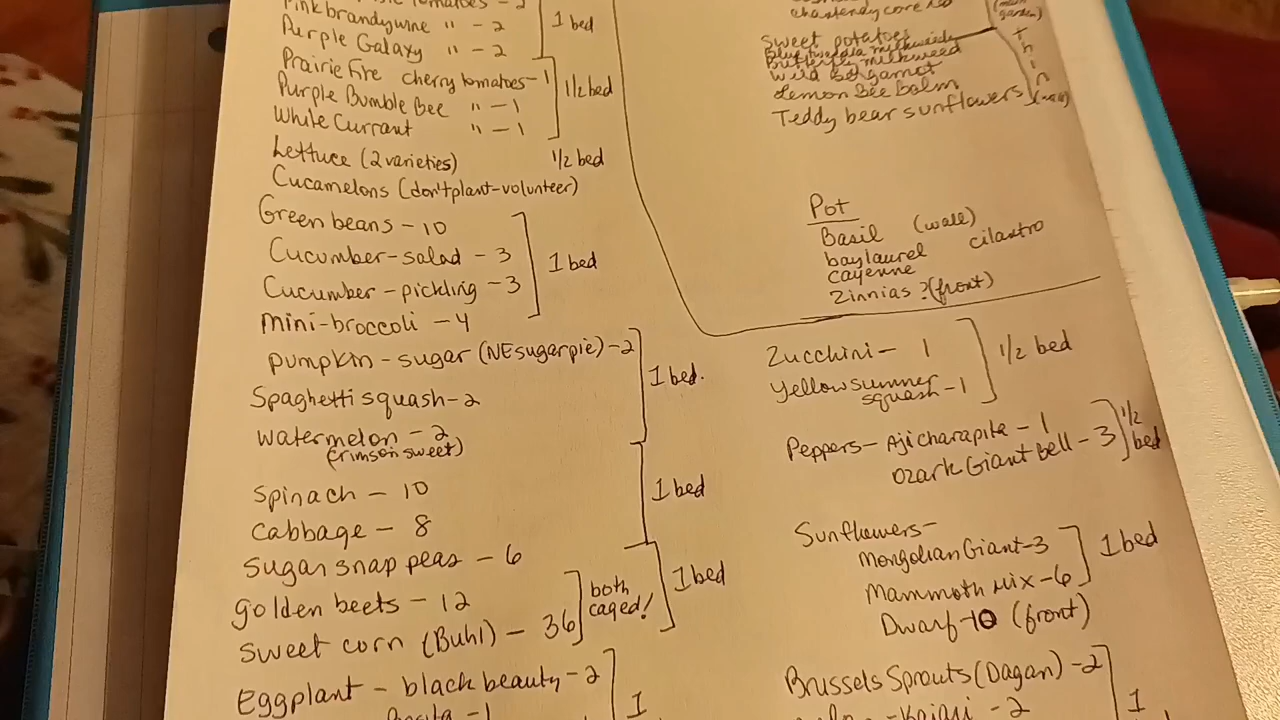 Pink brandywine " - 2
Purple Galaxy " - 2
1 bed
Prairie Fire cherry tomatoes - 1
Purple Bumble Bee " - 1
White Currant " - 1
1/2 bed
Lettuce (2 varieties) 1/2 bed
Cucamelons (don't plant-volunteer)
Green beans - 10
Cucumber-salad - 3
Cucumber-pickling - 3
1 bed
mini-broccoli - 4
pumpkin - sugar (NE sugarpie) - 2
Spaghetti squash - 2
1 bed.
watermelon - 2
(crimson sweet)
Spinach - 10
Cabbage - 8
1 bed
Sugar snap peas - 6
golden beets - 12
Sweet corn (Buhl) - 36
both caged!
1 bed
Eggplant - black beauty - 2
- 1
1
garden)
Sweet potatoes
Butterfly milkweed
Wild Bergamot
Lemon Bee Balm
Teddy bear sunflowers
Pot
Basil (wall)
bay laurel cilantro
cayenne
Zinnias ? (front)
Zucchini - 1
Yellow summer
squash - 1
1/2 bed
Peppers - Aji charapita - 1
Ozark Giant Bell - 3
1/2 bed
Sunflowers -
Mongolian Giant - 3
Mammoth Mix - 6
1 bed
Dwarf - 10 (front)
Brussels Sprouts (Dagan) - 2
- Kajari - 2
1